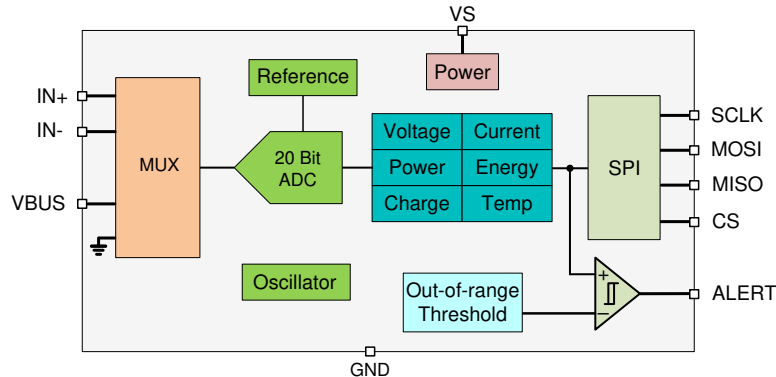 VS
Reference
Power
IN+
IN-
VBUS
MUX
20 Bit
ADC
Voltage
Current
Power
Energy
Charge
Temp
SPI
SCLK
MOSI
MISO
CS
Oscillator
Out-of-range
Threshold
+
−
ALERT
GND